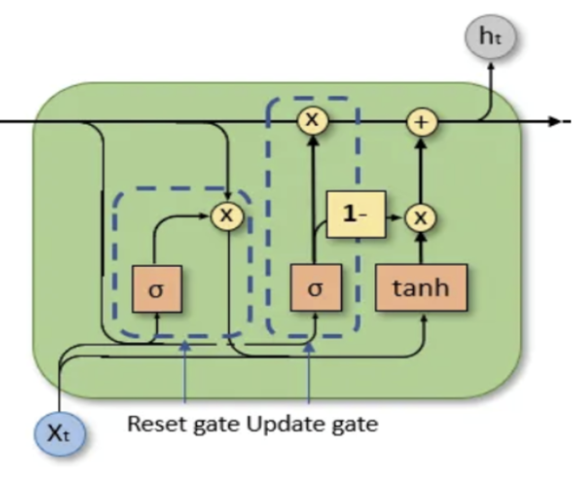 hₜ
x
+
x
1-
x
σ
σ
tanh
Reset gate Update gate
Xₜ